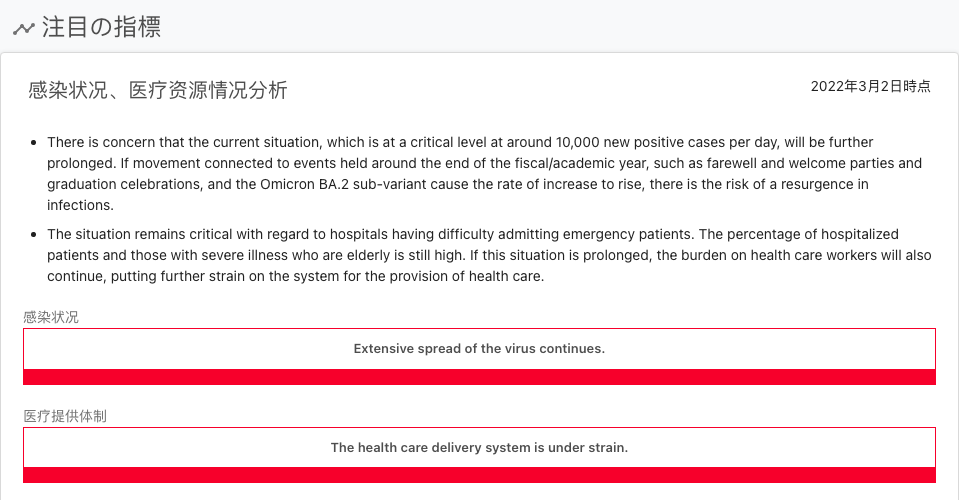 注目の指標
感染状况、医疗资源情况分析
2022年3月2日時点
There is concern that the current situation, which is at a critical level at around 10,000 new positive cases per day, will be further
prolonged. If movement connected to events held around the end of the fiscal/academic year, such as farewell and welcome parties and
graduation celebrations, and the Omicron BA.2 sub-variant cause the rate of increase to rise, there is the risk of a resurgence in
infections.
The situation remains critical with regard to hospitals having difficulty admitting emergency patients. The percentage of hospitalized
patients and those with severe illness who are elderly is still high. If this situation is prolonged, the burden on health care workers will also
continue, putting further strain on the system for the provision of health care.
感染状况
Extensive spread of the virus continues.
医疗提供体制
The health care delivery system is under strain.